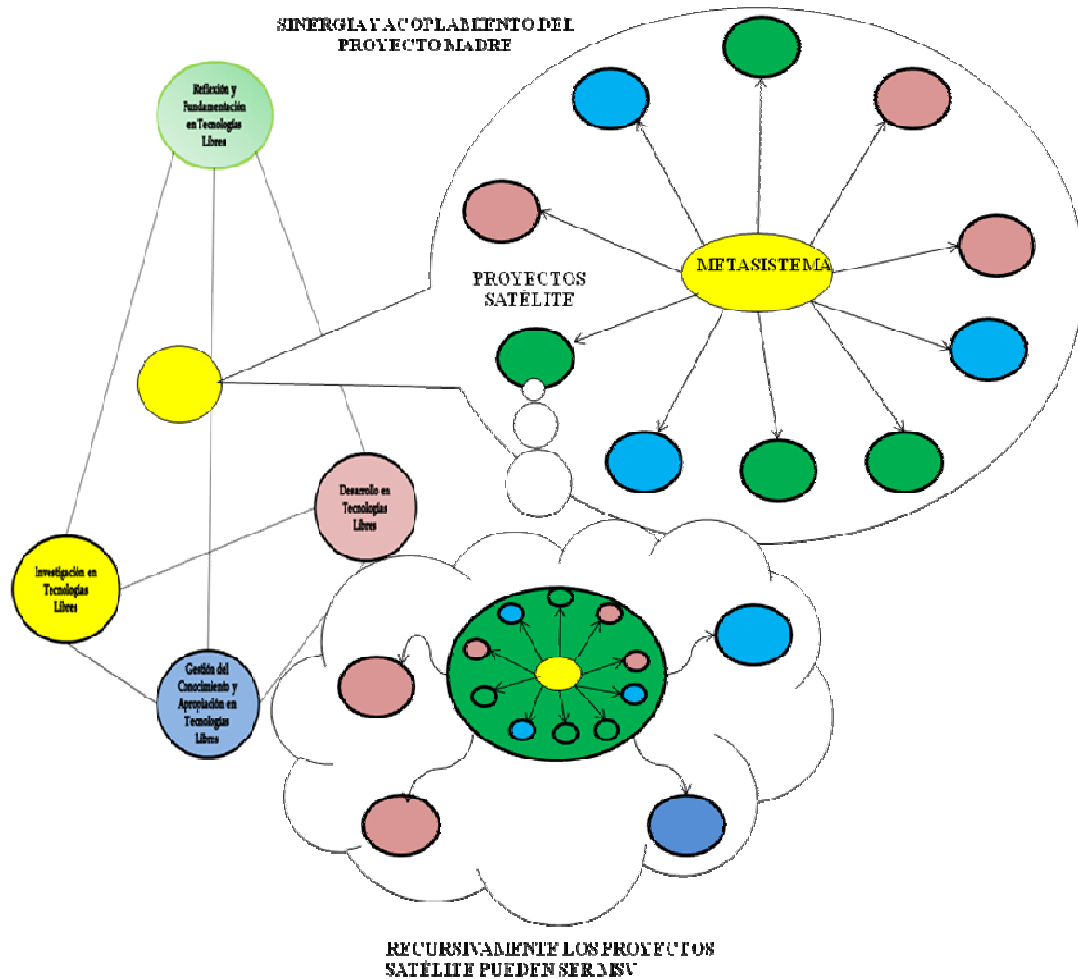 SINERGIA Y ACOPLAMIENTO DEL
PROYECTO MADRE
Reflexión y
Fundamentación
en Tecnologías
Libres
METASISTEMA
PROYECTOS
SATÉLITE
Desarrollo en
Tecnologías
Libres
Investigación en
Tecnologías
Libres
Gestión del
Conocimiento y
Apropiación en
Tecnologías
Libres
RECURSIVAMENTE LOS PROYECTOS
SATÉLITE PUEDEN SER MSV